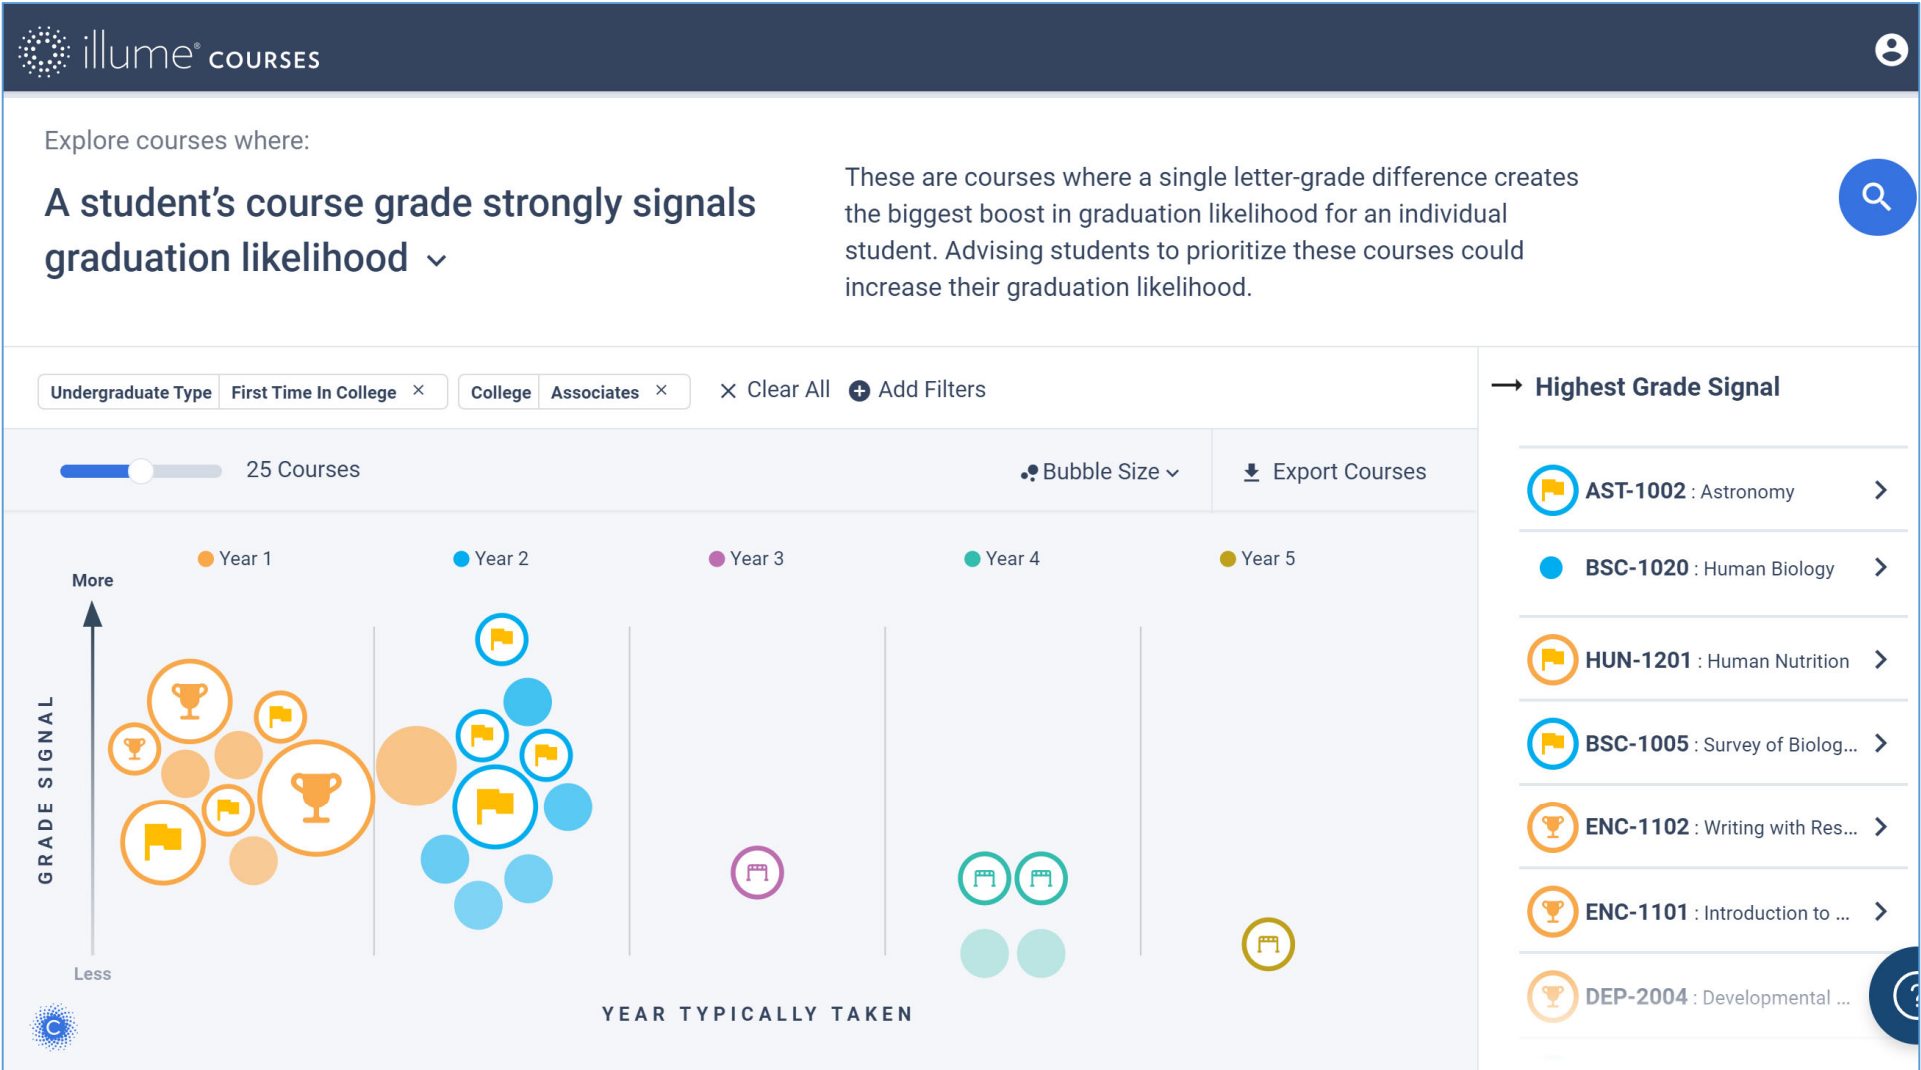 illume® COURSES
Explore courses where:
A student’s course grade strongly signals
graduation likelihood
These are courses where a single letter-grade difference creates
the biggest boost in graduation likelihood for an individual
student. Advising students to prioritize these courses could
increase their graduation likelihood.
Undergraduate Type First Time In College × College Associates × × Clear All + Add Filters
25 Courses
Bubble Size
Export Courses
Year 1 Year 2 Year 3 Year 4 Year 5
More
GRADE SIGNAL
Less
YEAR TYPICALLY TAKEN
C
→ Highest Grade Signal
AST-1002 : Astronomy
BSC-1020 : Human Biology
HUN-1201 : Human Nutrition
BSC-1005 : Survey of Biolog...
ENC-1102 : Writing with Res...
ENC-1101 : Introduction to ...
DEP-2004 : Developmental ...
?